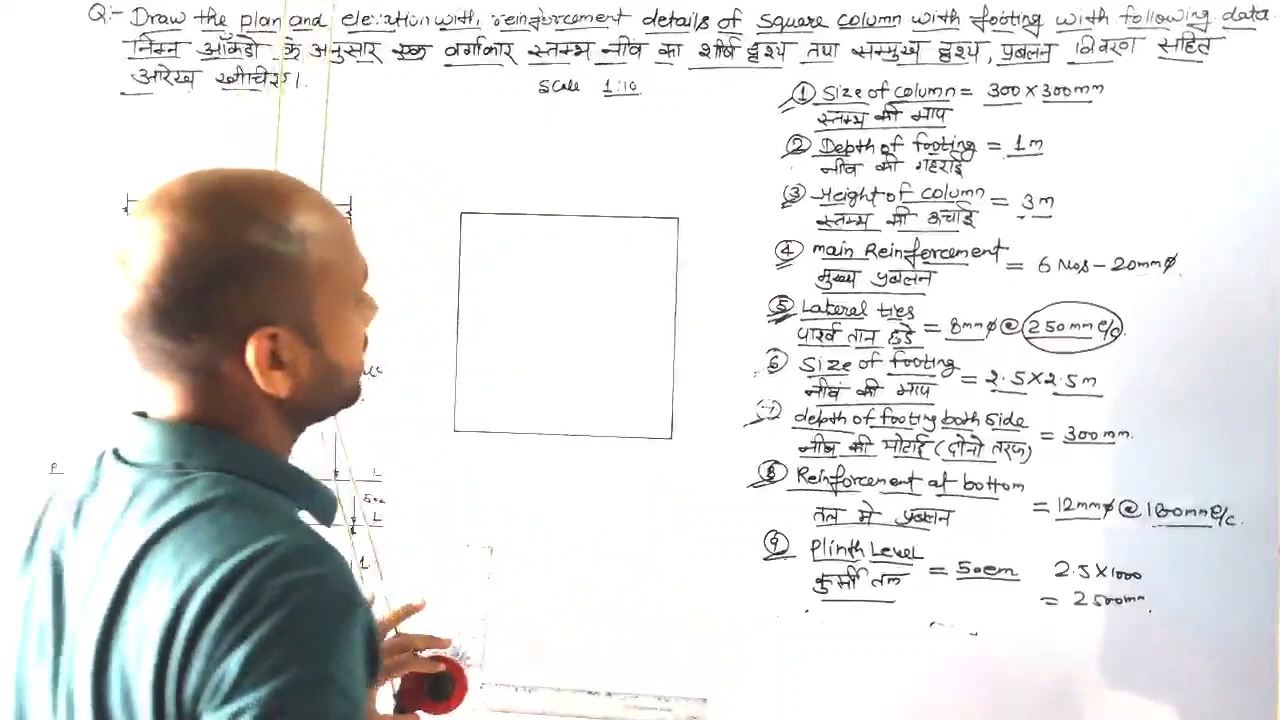 Q:- Draw the plan and elevation with reinforcement details of square column with footing with following data
निम्न आँकडो के अनुसार एक वर्गाकार स्तम्भ नींव का शीर्ष दृश्य तथा सम्मुख दृश्य, प्रबलन विवरण सहित
आरेख खीचीए।
Scale 1:10
① Size of column = 300 × 300mm
स्तम्भ की माप
② Depth of footing = 1m
नींव की गहराई
③ Height of column = 3m
स्तम्भ की ऊचाई
④ main Reinforcement = 6 Nos - 20mmϕ
मुख्य प्रबलन
⑤ Lateral ties = 8mmϕ @ 250mm c/c
पार्श्व तान छडे
⑥ Size of footing = 2.5 × 2.5m
नींव की माप
⑦ depth of footing both side = 300mm.
नींव की मोटाई (दोनो तरफ)
⑧ Reinforcement at bottom = 12mmϕ @ 180mm c/c.
तल मे प्रबलन
⑨ Plinth Level = 50cm
कुर्सी तल
2.5 × 1000
= 2500mm
P
L
500
L
1.